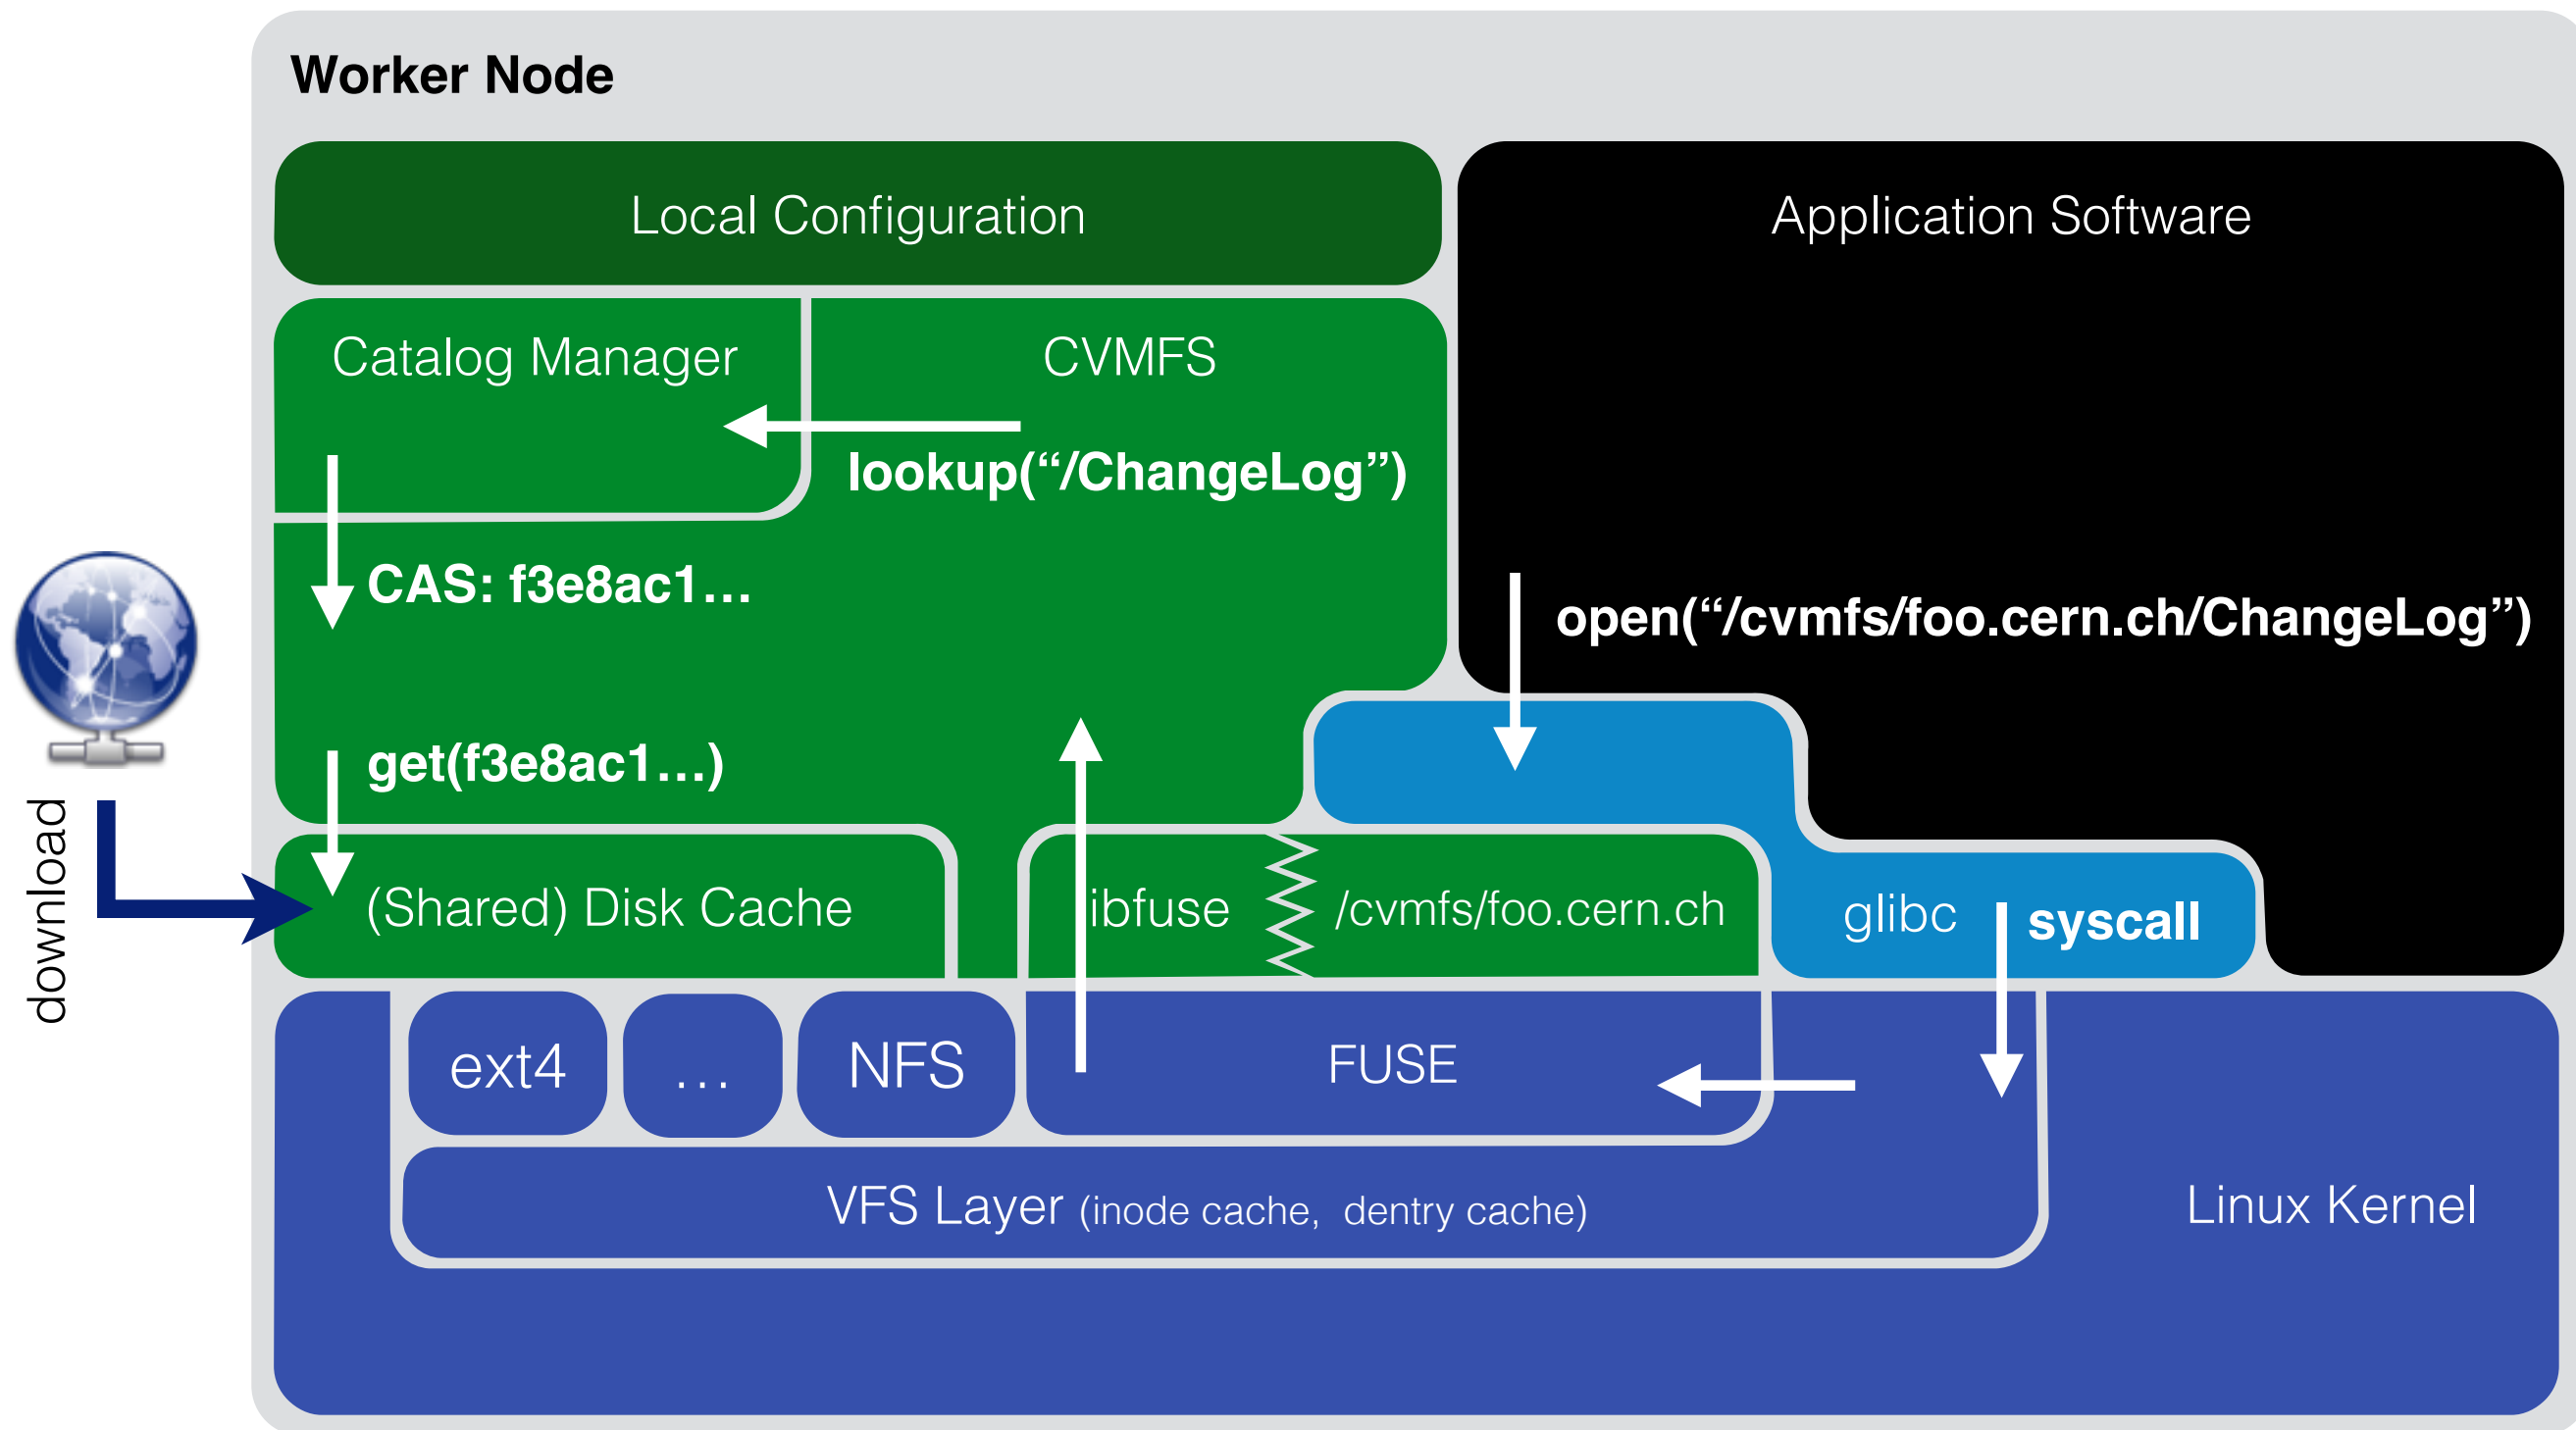 Worker Node
Local Configuration
Application Software
Catalog Manager
CVMFS
lookup(“/ChangeLog”)
CAS: f3e8ac1...
open(“/cvmfs/foo.cern.ch/ChangeLog”)
get(f3e8ac1...)
download
(Shared) Disk Cache
ibfuse
/cvmfs/foo.cern.ch
glibc
syscall
ext4
...
NFS
FUSE
VFS Layer (inode cache, dentry cache)
Linux Kernel